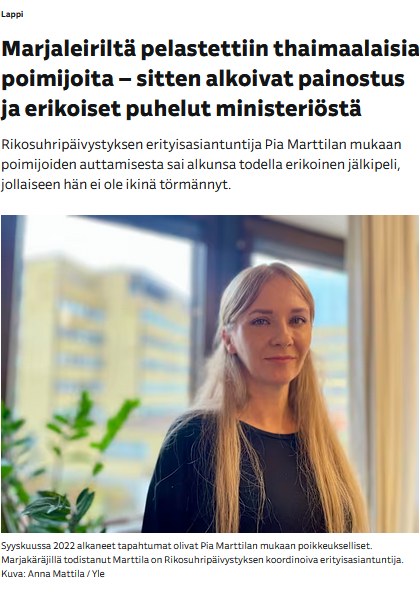 Lappi
Marjaleiriltä pelastettiin thaimaalaisia
poimijoita – sitten alkoivat painostus
ja erikoiset puhelut ministeriöstä
Rikosuhripäivystyksen erityisasiantuntija Pia Marttilan mukaan
poimijoiden auttamisesta sai alkunsa todella erikoinen jälkipeli,
jollaiseen hän ei ole ikinä törmännyt.
Syyskuussa 2022 alkaneet tapahtumat olivat Pia Marttilan mukaan poikkeukselliset.
Marjakäräjillä todistanut Marttila on Rikosuhripäivystyksen koordinoiva erityisasiantuntija.
Kuva: Anna Mattila / Yle